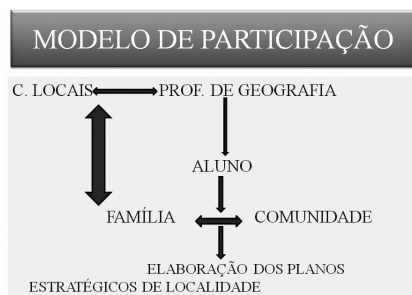 MODELO DE PARTICIPAÇÃO
C. LOCAIS PROF. DE GEOGRAFIA
ALUNO
FAMÍLIA COMUNIDADE
ELABORAÇÃO DOS PLANOS
ESTRATÉGICOS DE LOCALIDADE